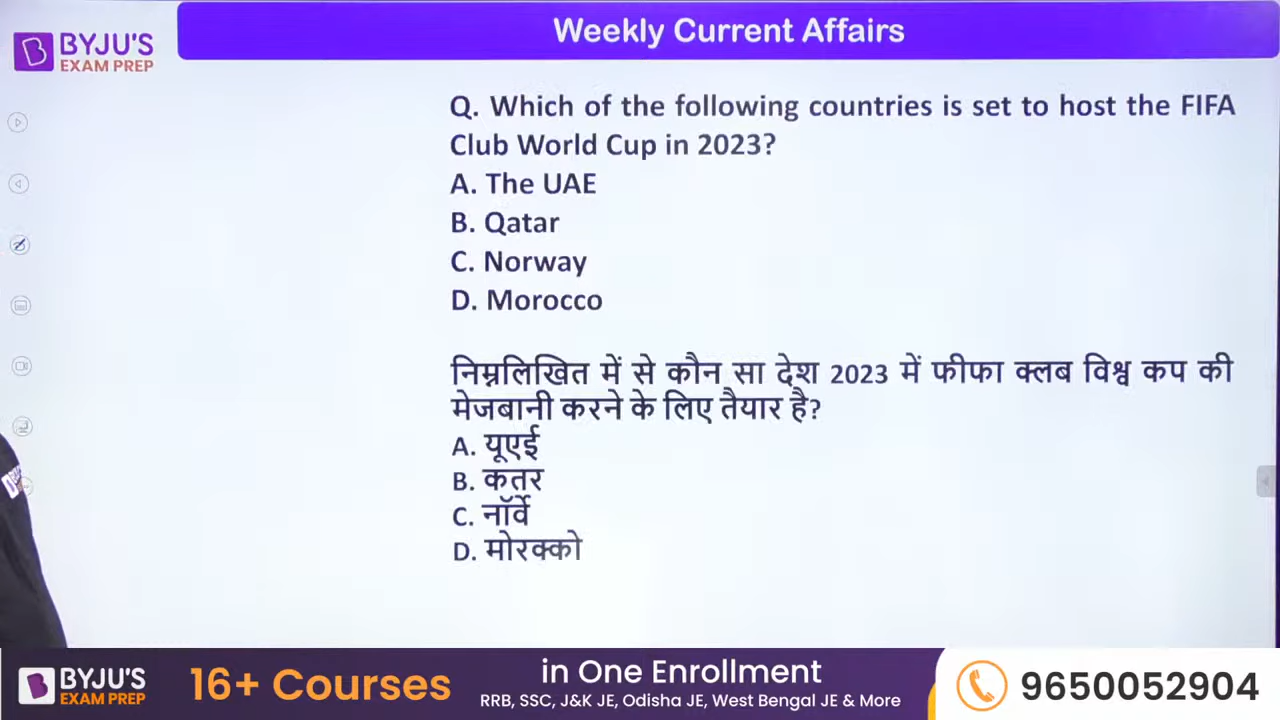 BYJU'S
EXAM PREP
Weekly Current Affairs
Q. Which of the following countries is set to host the FIFA
Club World Cup in 2023?
A. The UAE
B. Qatar
C. Norway
D. Morocco
निम्नलिखित में से कौन सा देश 2023 में फीफा क्लब विश्व कप की
मेजबानी करने के लिए तैयार है?
A. यूएई
B. कतर
C. नॉर्वे
D. मोरक्को
BYJU'S
EXAM PREP
16+ Courses
in One Enrollment
RRB, SSC, J&K JE, Odisha JE, West Bengal JE & More
9650052904